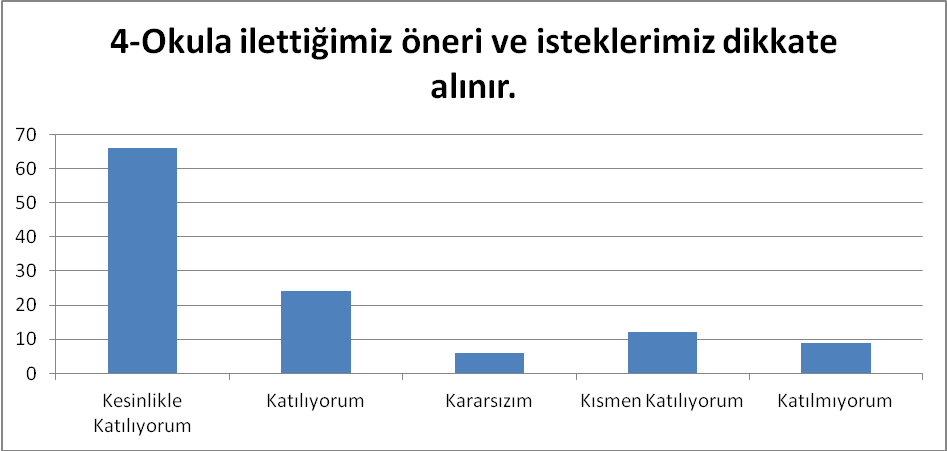 4-Okula ilettiğimiz öneri ve isteklerimiz dikkate
alınır.
70
60
50
40
30
20
10
0
Kesinlikle
Katılıyorum
Katılıyorum
Kararsızım
Kısmen Katılıyorum
Katılmıyorum